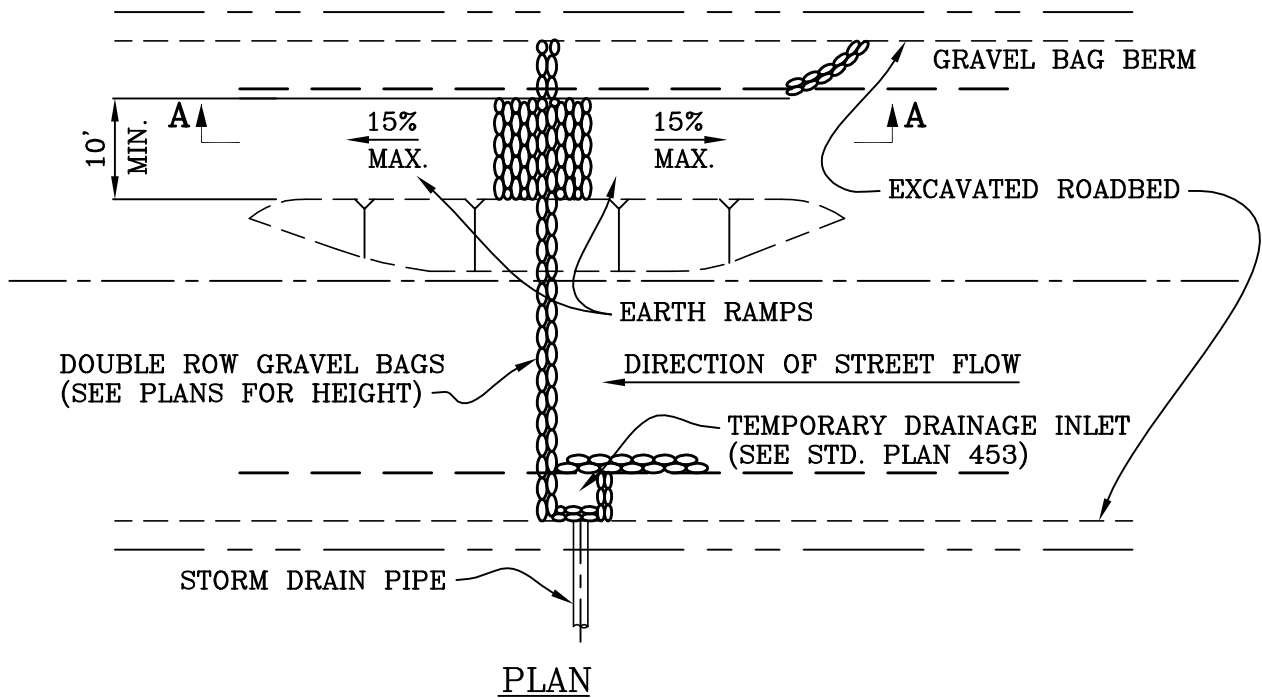 GRAVEL BAG BERM
A
15%
MAX.
15%
MAX.
A
10'
MIN.
EXCAVATED ROADBED
EARTH RAMPS
DOUBLE ROW GRAVEL BAGS
(SEE PLANS FOR HEIGHT)
DIRECTION OF STREET FLOW
TEMPORARY DRAINAGE INLET
(SEE STD. PLAN 453)
STORM DRAIN PIPE
PLAN